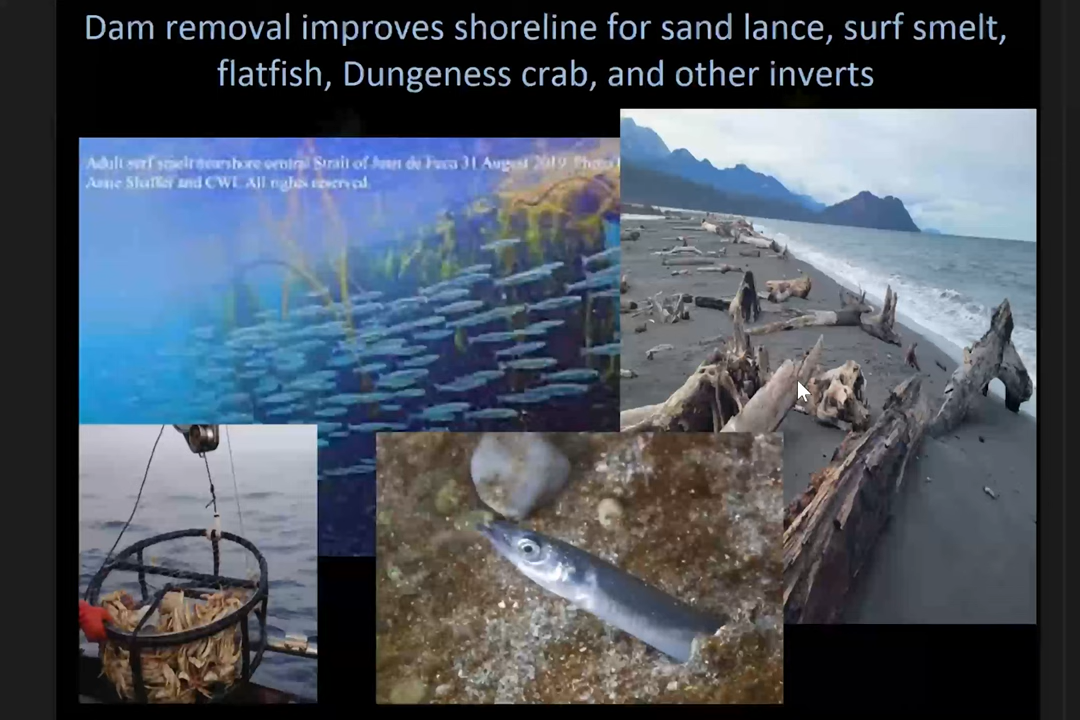 Dam removal improves shoreline for sand lance, surf smelt,
flatfish, Dungeness crab, and other inverts
Adult surf smelt nearshore central Strait of Juan de Fuca 31 August 2019. Photo
Anne Shaffer and CWI. All rights reserved.